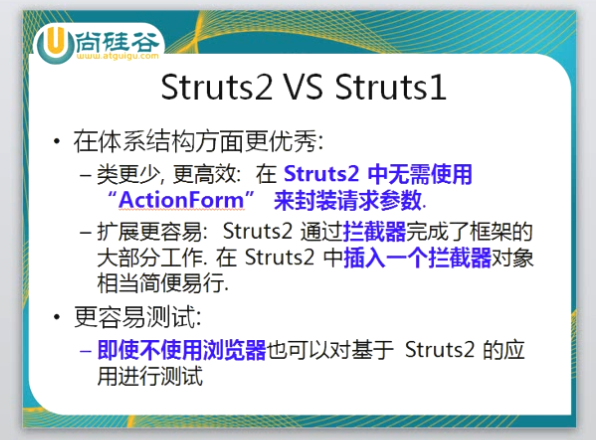 尚硅谷
www.atguigu.com
Struts2 VS Struts1
• 在体系结构方面更优秀:
– 类更少, 更高效: 在 Struts2 中无需使用
“ActionForm” 来封装请求参数.
– 扩展更容易: Struts2 通过拦截器完成了框架的
大部分工作. 在 Struts2 中插入一个拦截器对象
相当简便易行.
• 更容易测试:
– 即使不使用浏览器也可以对基于 Struts2 的应
用进行测试